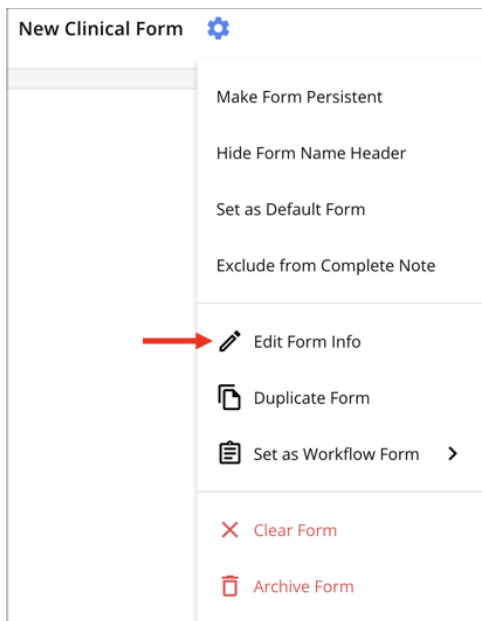 New Clinical Form
Make Form Persistent
Hide Form Name Header
Set as Default Form
Exclude from Complete Note
Edit Form Info
Duplicate Form
Set as Workflow Form
Clear Form
Archive Form